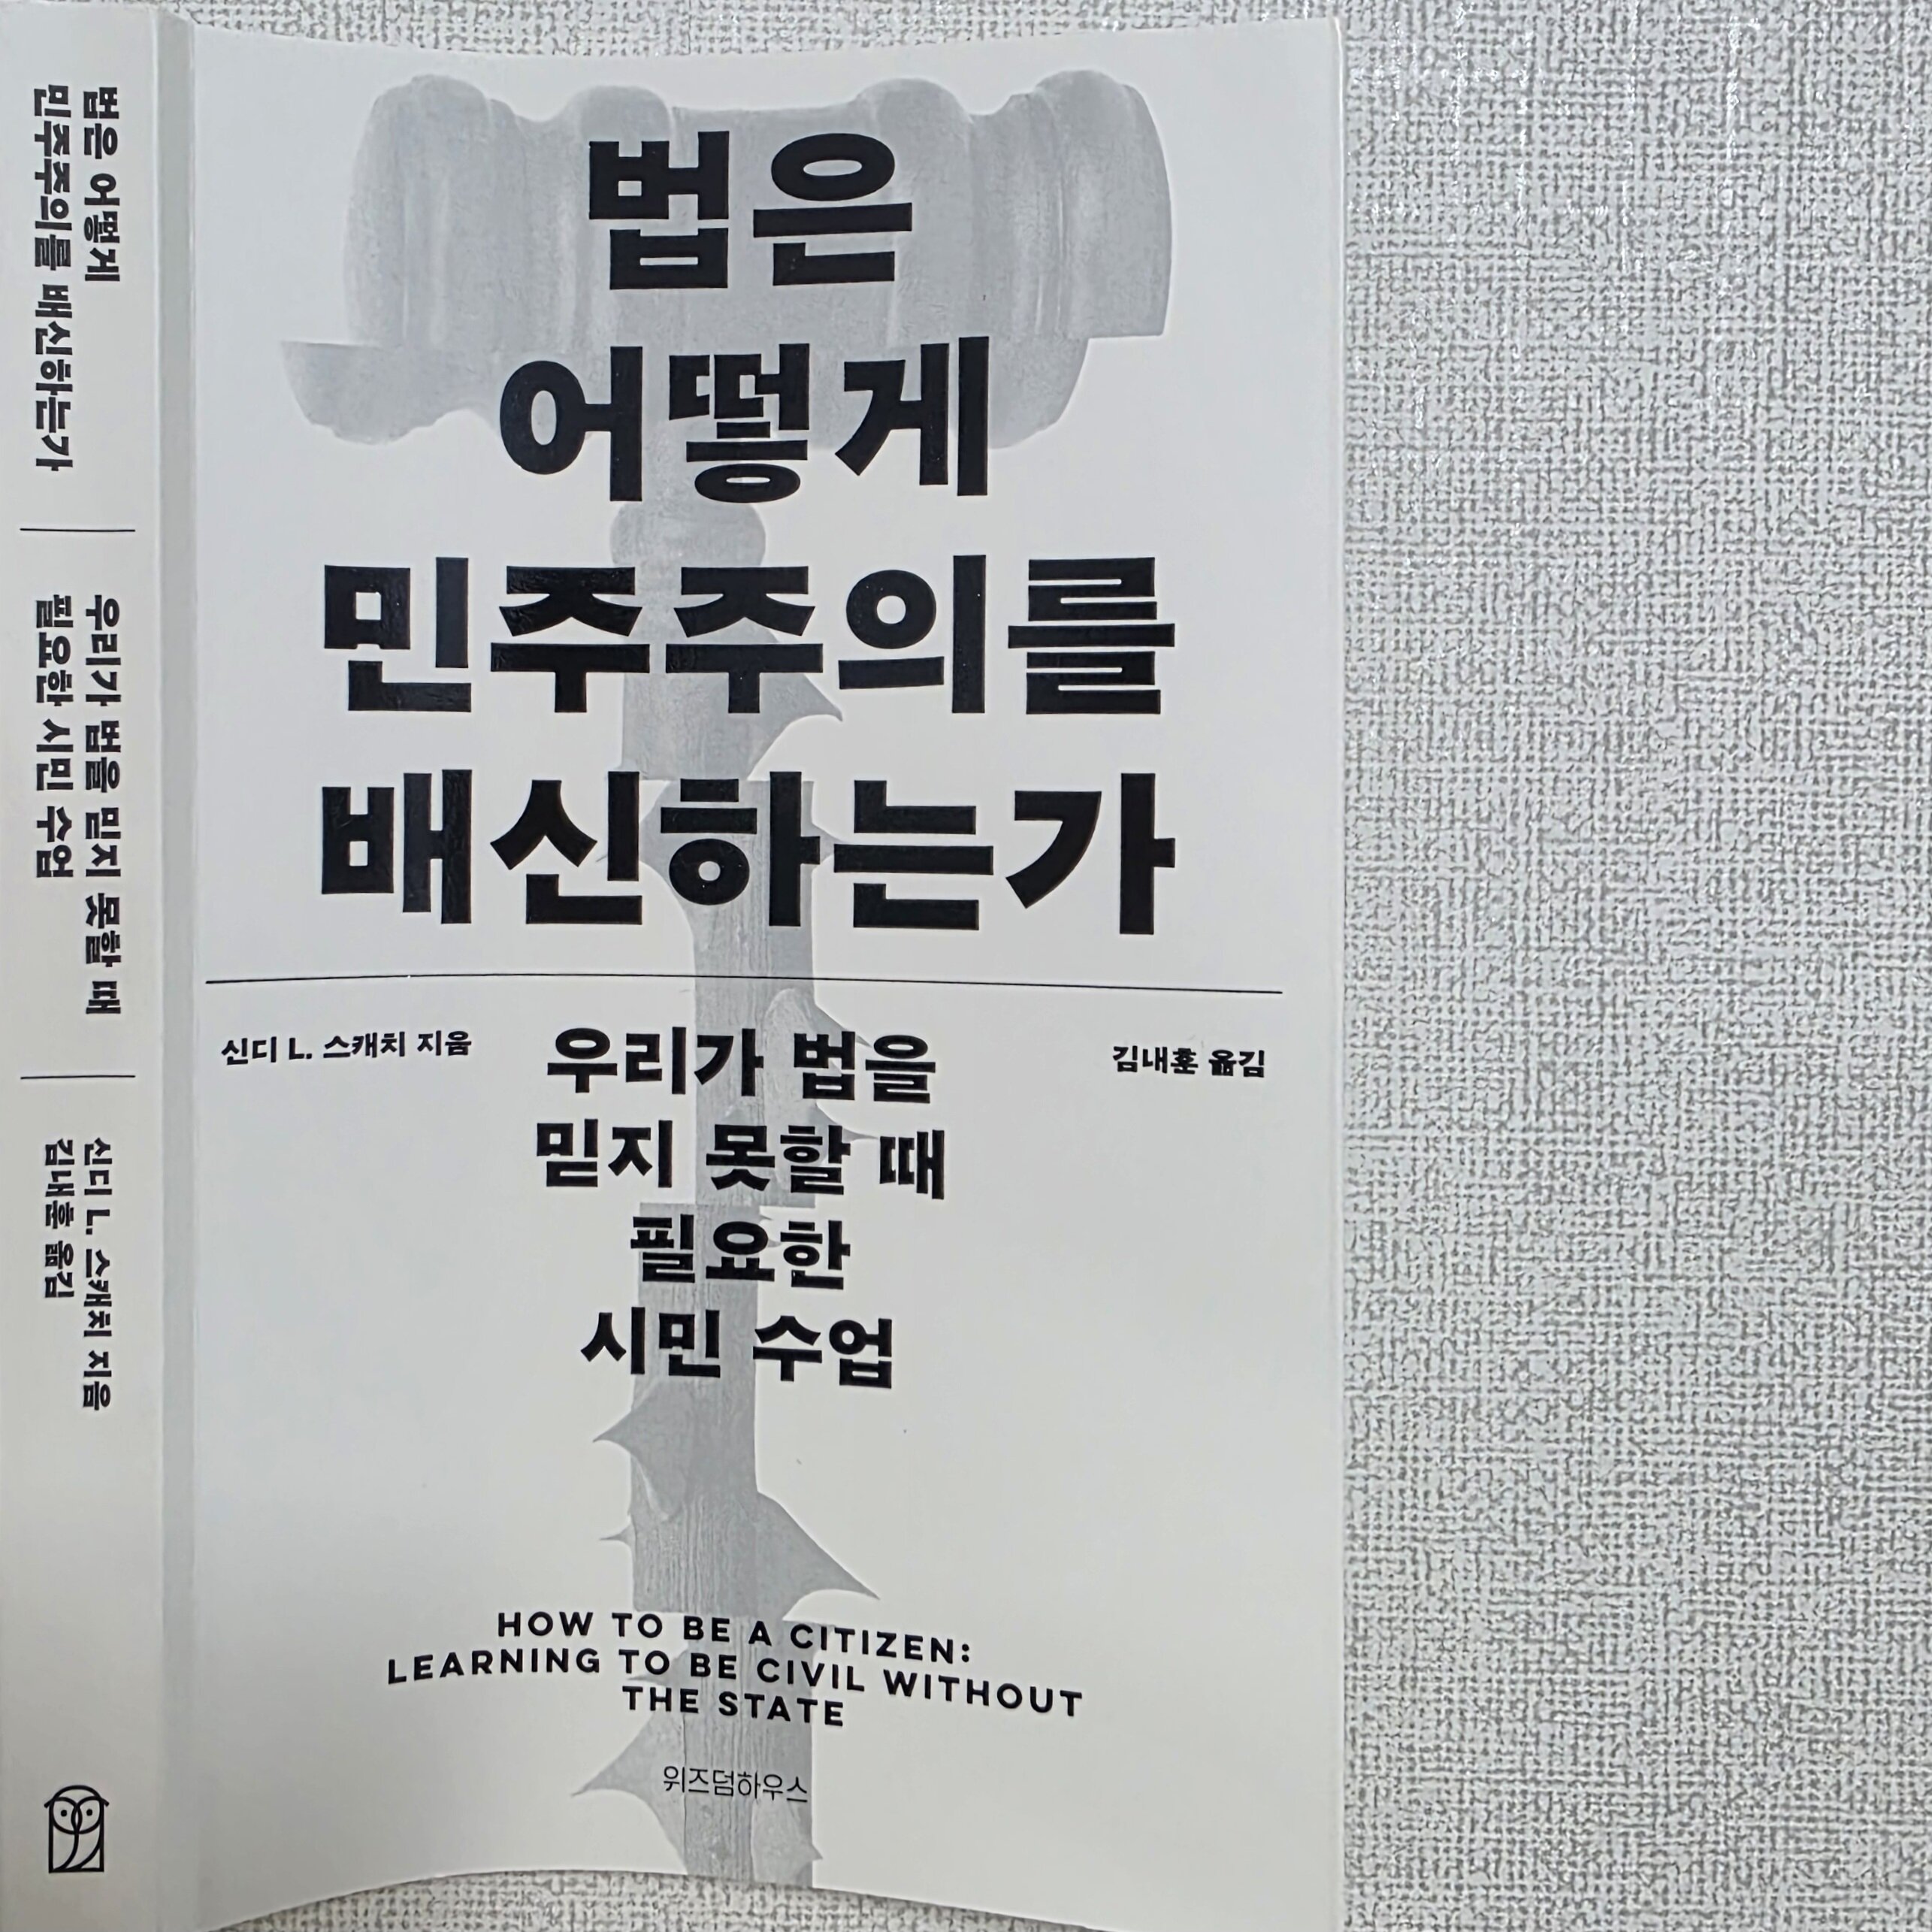 법은 어떻게
민주주의를 배신하는가
우리가 법을 믿지 못할 때
필요한 시민 수업
신디 L. 스캐치 지음
김내훈 옮김
법은
어떻게
민주주의를
배신하는가
신디 L. 스캐치 지음
우리가 법을
믿지 못할 때
필요한
시민 수업
김내훈 옮김
HOW TO BE A CITIZEN:
LEARNING TO BE CIVIL WITHOUT
THE STATE
위즈덤하우스